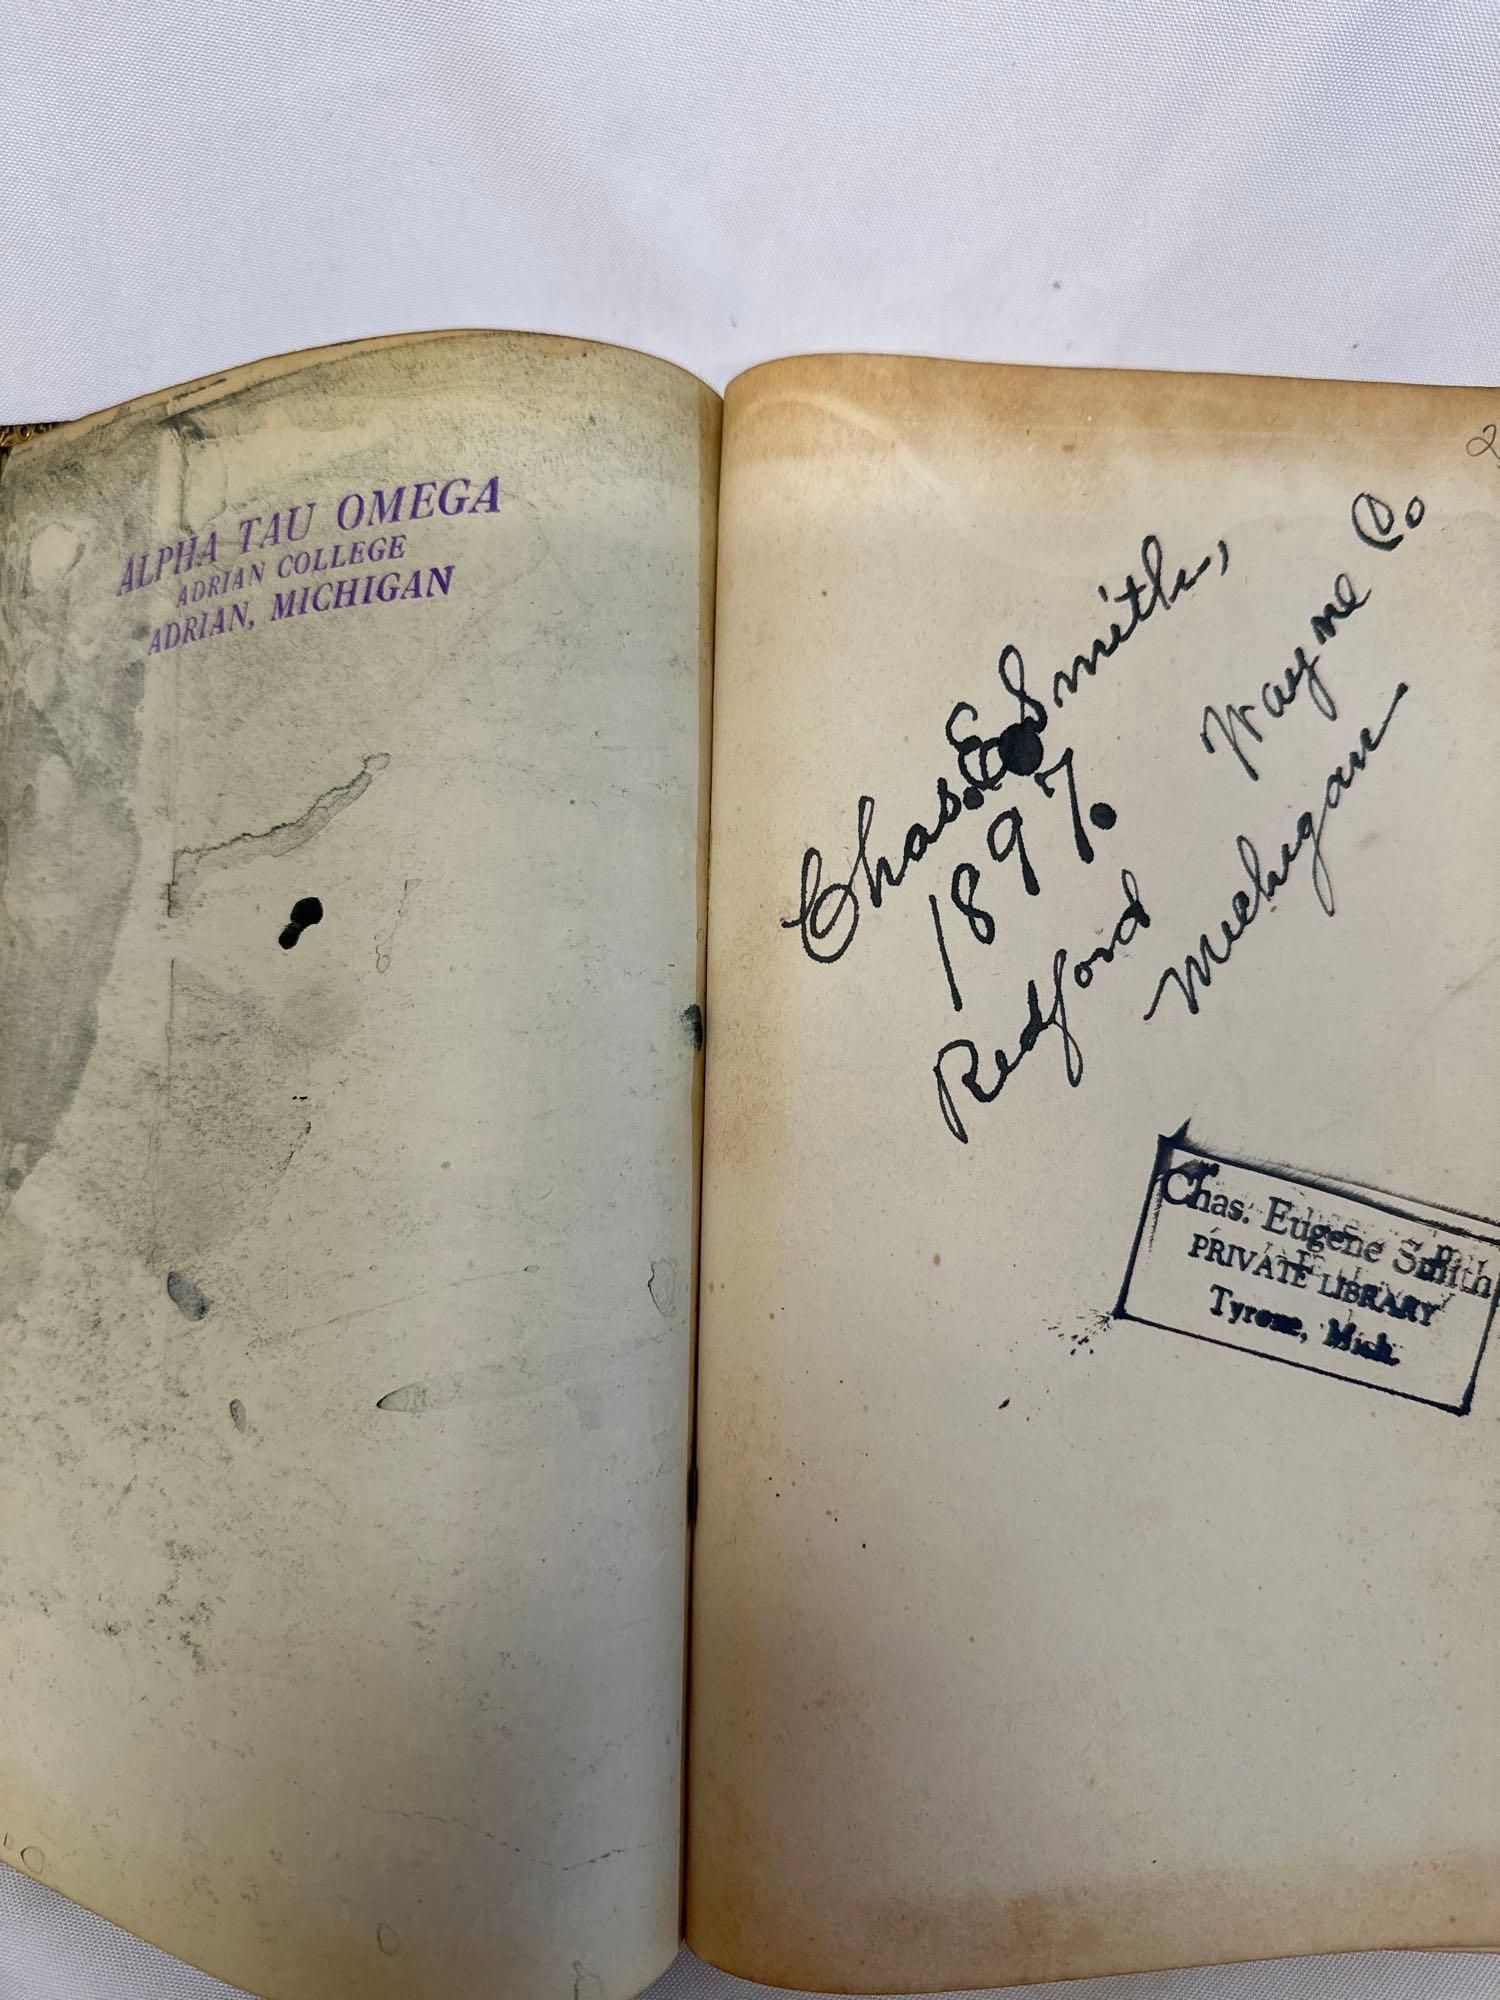 ALPHA TAU OMEGA
ADRIAN COLLEGE
ADRIAN, MICHIGAN
2
Chas. E. Smith,
1897.
Redford Wayne Co
Michigan
Chas. Eugene Smith
PRIVATE LIBRARY
Tyrone, Mich.